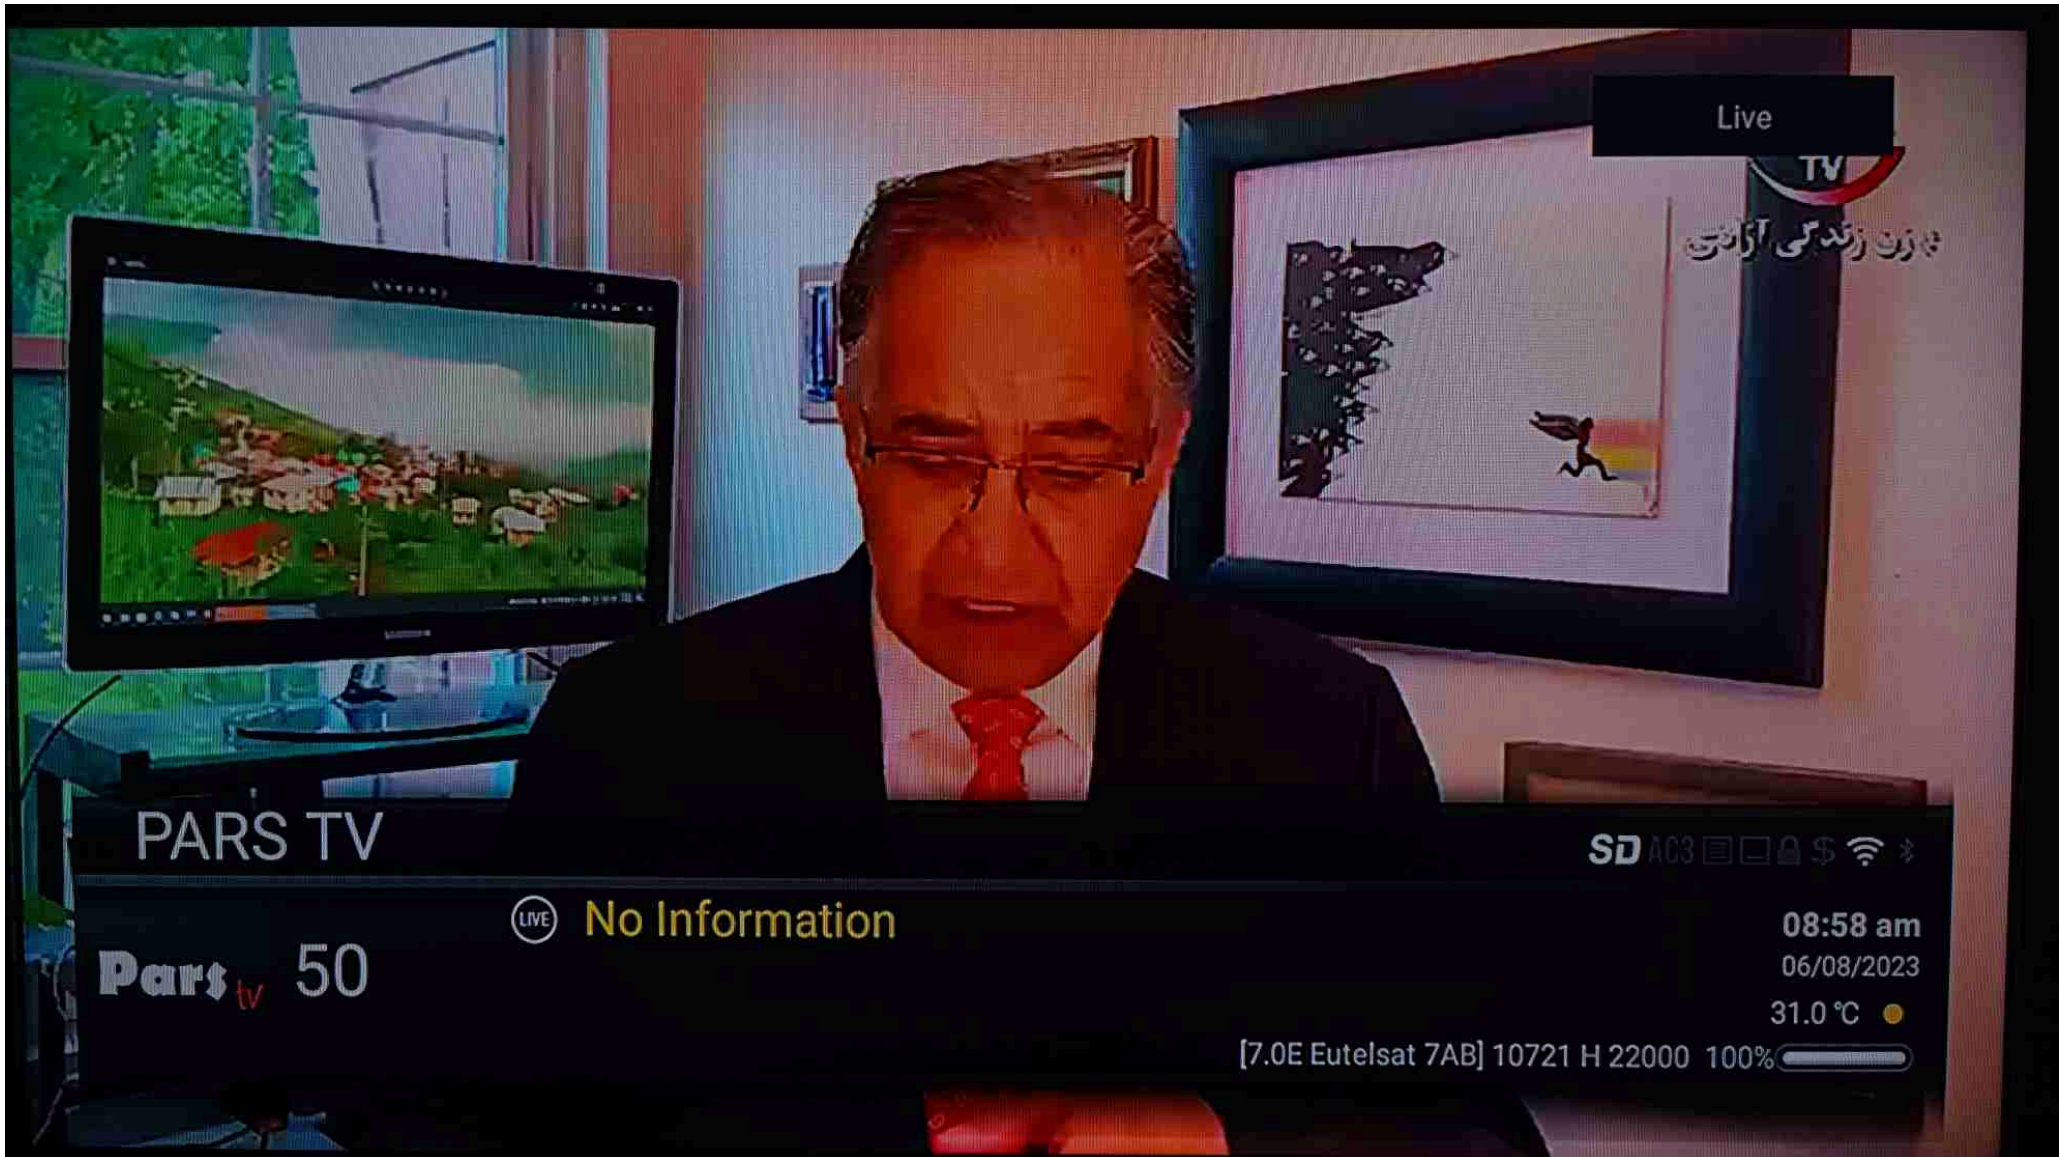 Live
TV
#زن زندگی آزادی
PARS TV
SD AC3 $
LIVE No Information
08:58 am
Pars tv 50
06/08/2023
31.0 °C
[7.0E Eutelsat 7AB] 10721 H 22000 100%